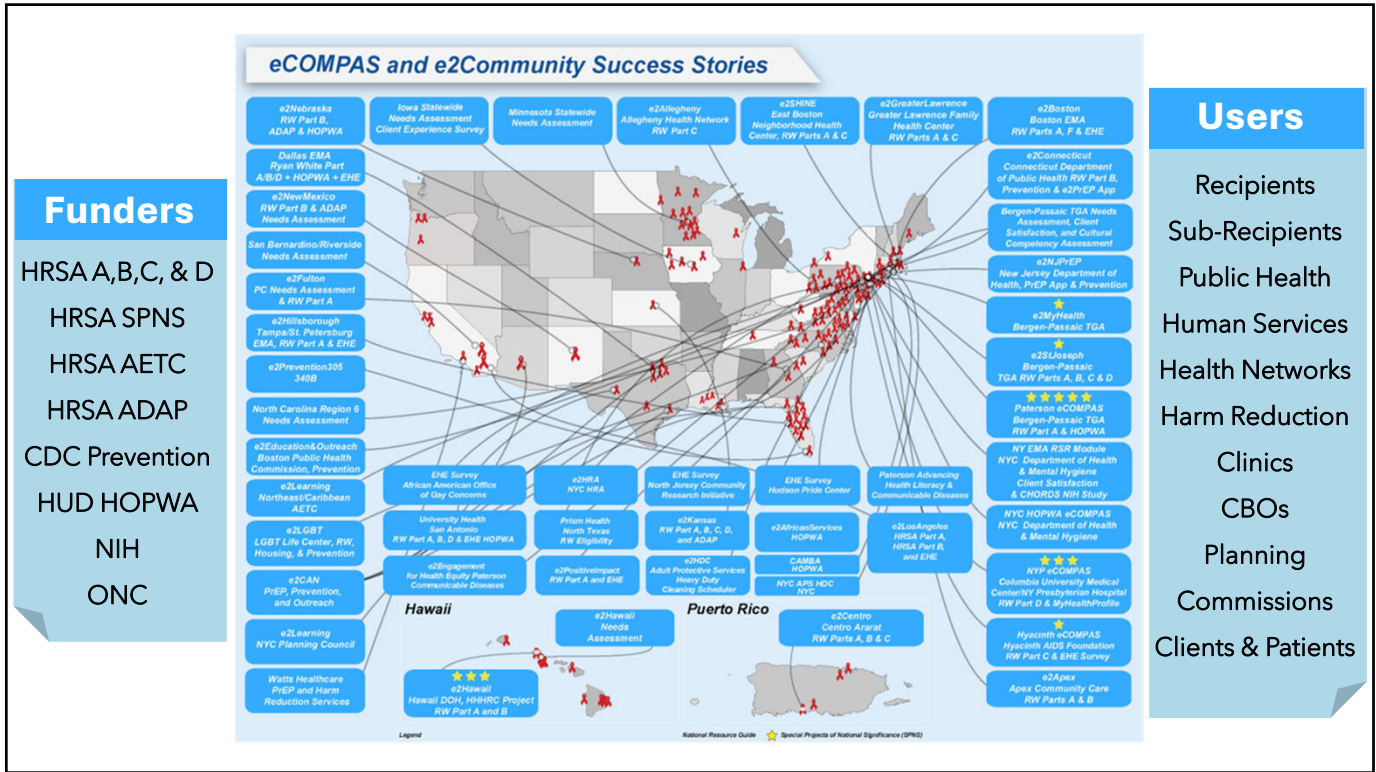 eCOMPAS and e2Community Success Stories
Funders
HRSA A,B,C, & D
HRSA SPNS
HRSA AETC
HRSA ADAP
CDC Prevention
HUD HOPWA
NIH
ONC
e2Nebraska
RW Part B,
ADAP & HOPWA
Iowa Statewide
Needs Assessment
Client Experience Survey
Minnesota Statewide
Needs Assessment
e2Allegheny
Allegheny Health Network
RW Part C
e2SHINE
East Boston
Neighborhood Health
Center, RW Parts A & C
e2GreaterLawrence
Greater Lawrence Family
Health Center
RW Parts A & C
e2Boston
Boston EMA
RW Parts A, F & EHE
Dallas EMA
Ryan White Part
A/B/D + HOPWA + EHE
e2NewMexico
RW Part B & ADAP
Needs Assessment
San Bernardino/Riverside
Needs Assessment
e2Fulton
PC Needs Assessment
& RW Part A
e2Hillsborough
Tampa/St. Petersburg
EMA, RW Part A & EHE
e2Prevention305
340B
North Carolina Region 6
Needs Assessment
e2Education&Outreach
Boston Public Health
Commission, Prevention
e2Learning
Northeast/Caribbean
AETC
e2LGBT
LGBT Life Center, RW,
Housing, & Prevention
e2CAN
PrEP, Prevention,
and Outreach
e2Learning
NYC Planning Council
Watts Healthcare
PrEP and Harm
Reduction Services
EHE Survey
African American Office
of Gay Concerns
e2HRA
NYC HRA
EHE Survey
North Jersey Community
Research Initiative
EHE Survey
Hudson Pride Center
Paterson Advancing
Health Literacy &
Communicable Diseases
University Health
San Antonio
RW Part A, B, D & EHE HOPWA
Prism Health
North Texas
RW Eligibility
e2Kansas
RW Part A, B, C, D,
and ADAP
e2AfricanServices
HOPWA
e2LosAngeles
HRSA Part A,
HRSA Part B,
and EHE
e2Engagement
for Health Equity Paterson
Communicable Diseases
e2PositiveImpact
RW Part A and EHE
e2HDC
Adult Protective Services
Heavy Duty
Cleaning Scheduler
CAMBA
HOPWA
NYC APS HDC
NYC
Hawaii
e2Hawaii
Needs
Assessment
e2Hawaii
Hawaii DOH, HHHRC Project
RW Part A and B
Puerto Rico
e2Centro
Centro Ararat
RW Parts A, B & C
e2Connecticut
Connecticut Department
of Public Health RW Part B,
Prevention & e2PrEP App
Bergen-Passaic TGA Needs
Assessment, Client
Satisfaction, and Cultural
Competency Assessment
e2NJPrEP
New Jersey Department of
Health, PrEP App & Prevention
e2MyHealth
Bergen-Passaic TGA
e2StJoseph
Bergen-Passaic
TGA RW Parts A, B, C & D
Paterson eCOMPAS
Bergen-Passaic TGA
RW Part A & HOPWA
NY EMA RSR Module
NYC Department of Health
& Mental Hygiene
Client Satisfaction
& CHORDS NIH Study
NYC HOPWA eCOMPAS
NYC Department of Health
& Mental Hygiene
NYP eCOMPAS
Columbia University Medical
Center/NY Presbyterian Hospital
RW Part D & MyHealthProfile
Hyacinth eCOMPAS
Hyacinth AIDS Foundation
RW Part C & EHE Survey
e2Apex
Apex Community Care
RW Parts A & B
Legend
National Resource Guide
Special Projects of National Significance (SPNS)
Users
Recipients
Sub-Recipients
Public Health
Human Services
Health Networks
Harm Reduction
Clinics
CBOs
Planning
Commissions
Clients & Patients